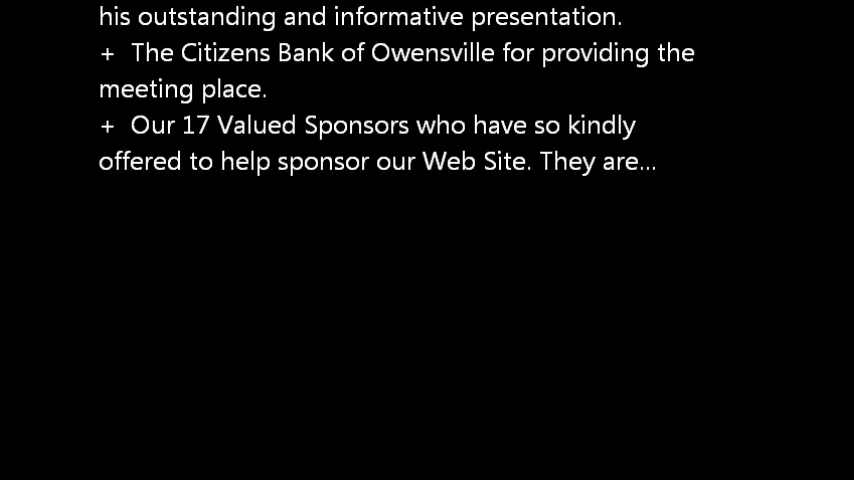 his outstanding and informative presentation.
+ The Citizens Bank of Owensville for providing the
meeting place.
+ Our 17 Valued Sponsors who have so kindly
offered to help sponsor our Web Site. They are...